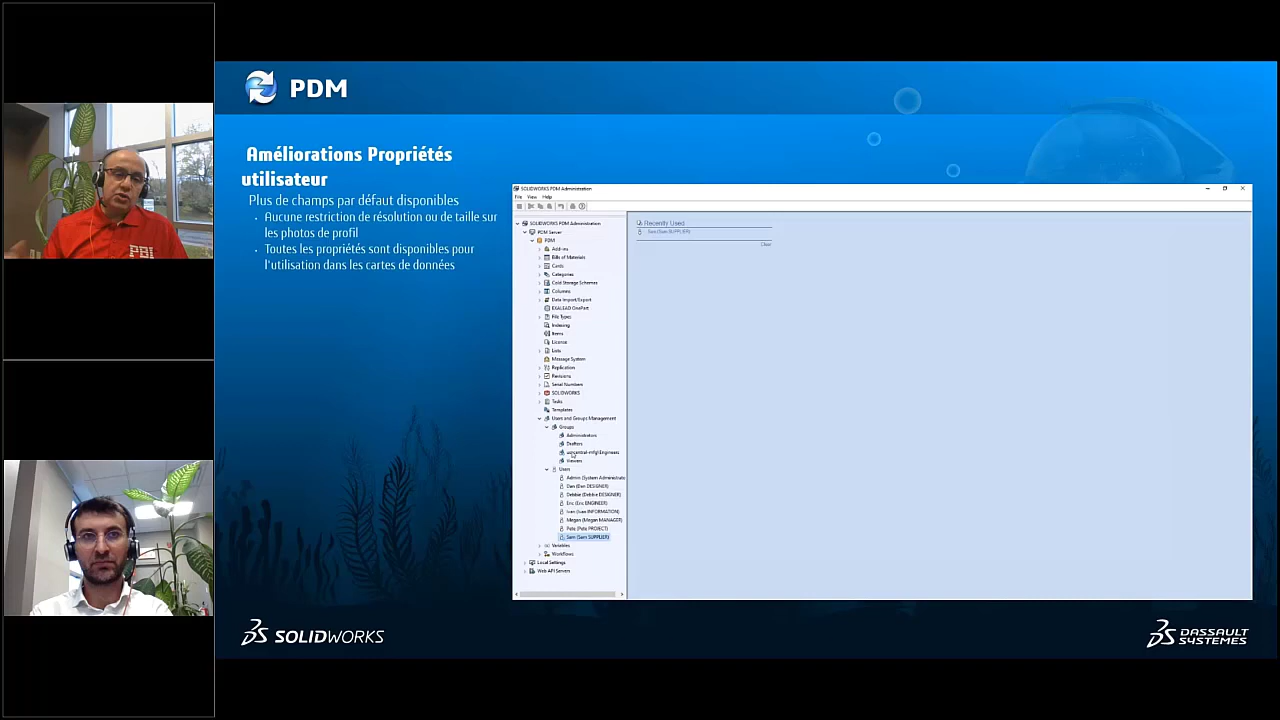 PDM
Améliorations Propriétés
utilisateur
Plus de champs par défaut disponibles
Aucune restriction de résolution ou de taille sur
les photos de profil
Toutes les propriétés sont disponibles pour
l'utilisation dans les cartes de données
SOLIDWORKS PDM Administration
File View Help
SOLIDWORKS PDM Administration
PDM Server
PDM
Add-ins
Bills of Materials
Cards
Categories
Cold Storage Schemes
Columns
Data Import/Export
EXALEAD OnePart
File Types
Indexing
Items
License
Lists
Message System
Replication
Revisions
Serial Numbers
SOLIDWORKS
Tasks
Templates
Users and Groups Management
Groups
Administrators
Drafters
Viewers
Users
Admin (System Administrato
Dan (Dan DESIGNER)
Debbie (Debbie DESIGNER)
Eric (Eric ENGINEER)
Ivan (Ivan INFORMATION)
Megan (Megan MANAGER)
Pete (Pete PROJECT)
Sam (Sam SUPPLIER)
Variables
Workflows
Local Settings
Web API Servers
Recently Used
Sam (Sam SUPPLIER)
Clear
SOLIDWORKS
DASSAULT
SYSTEMES